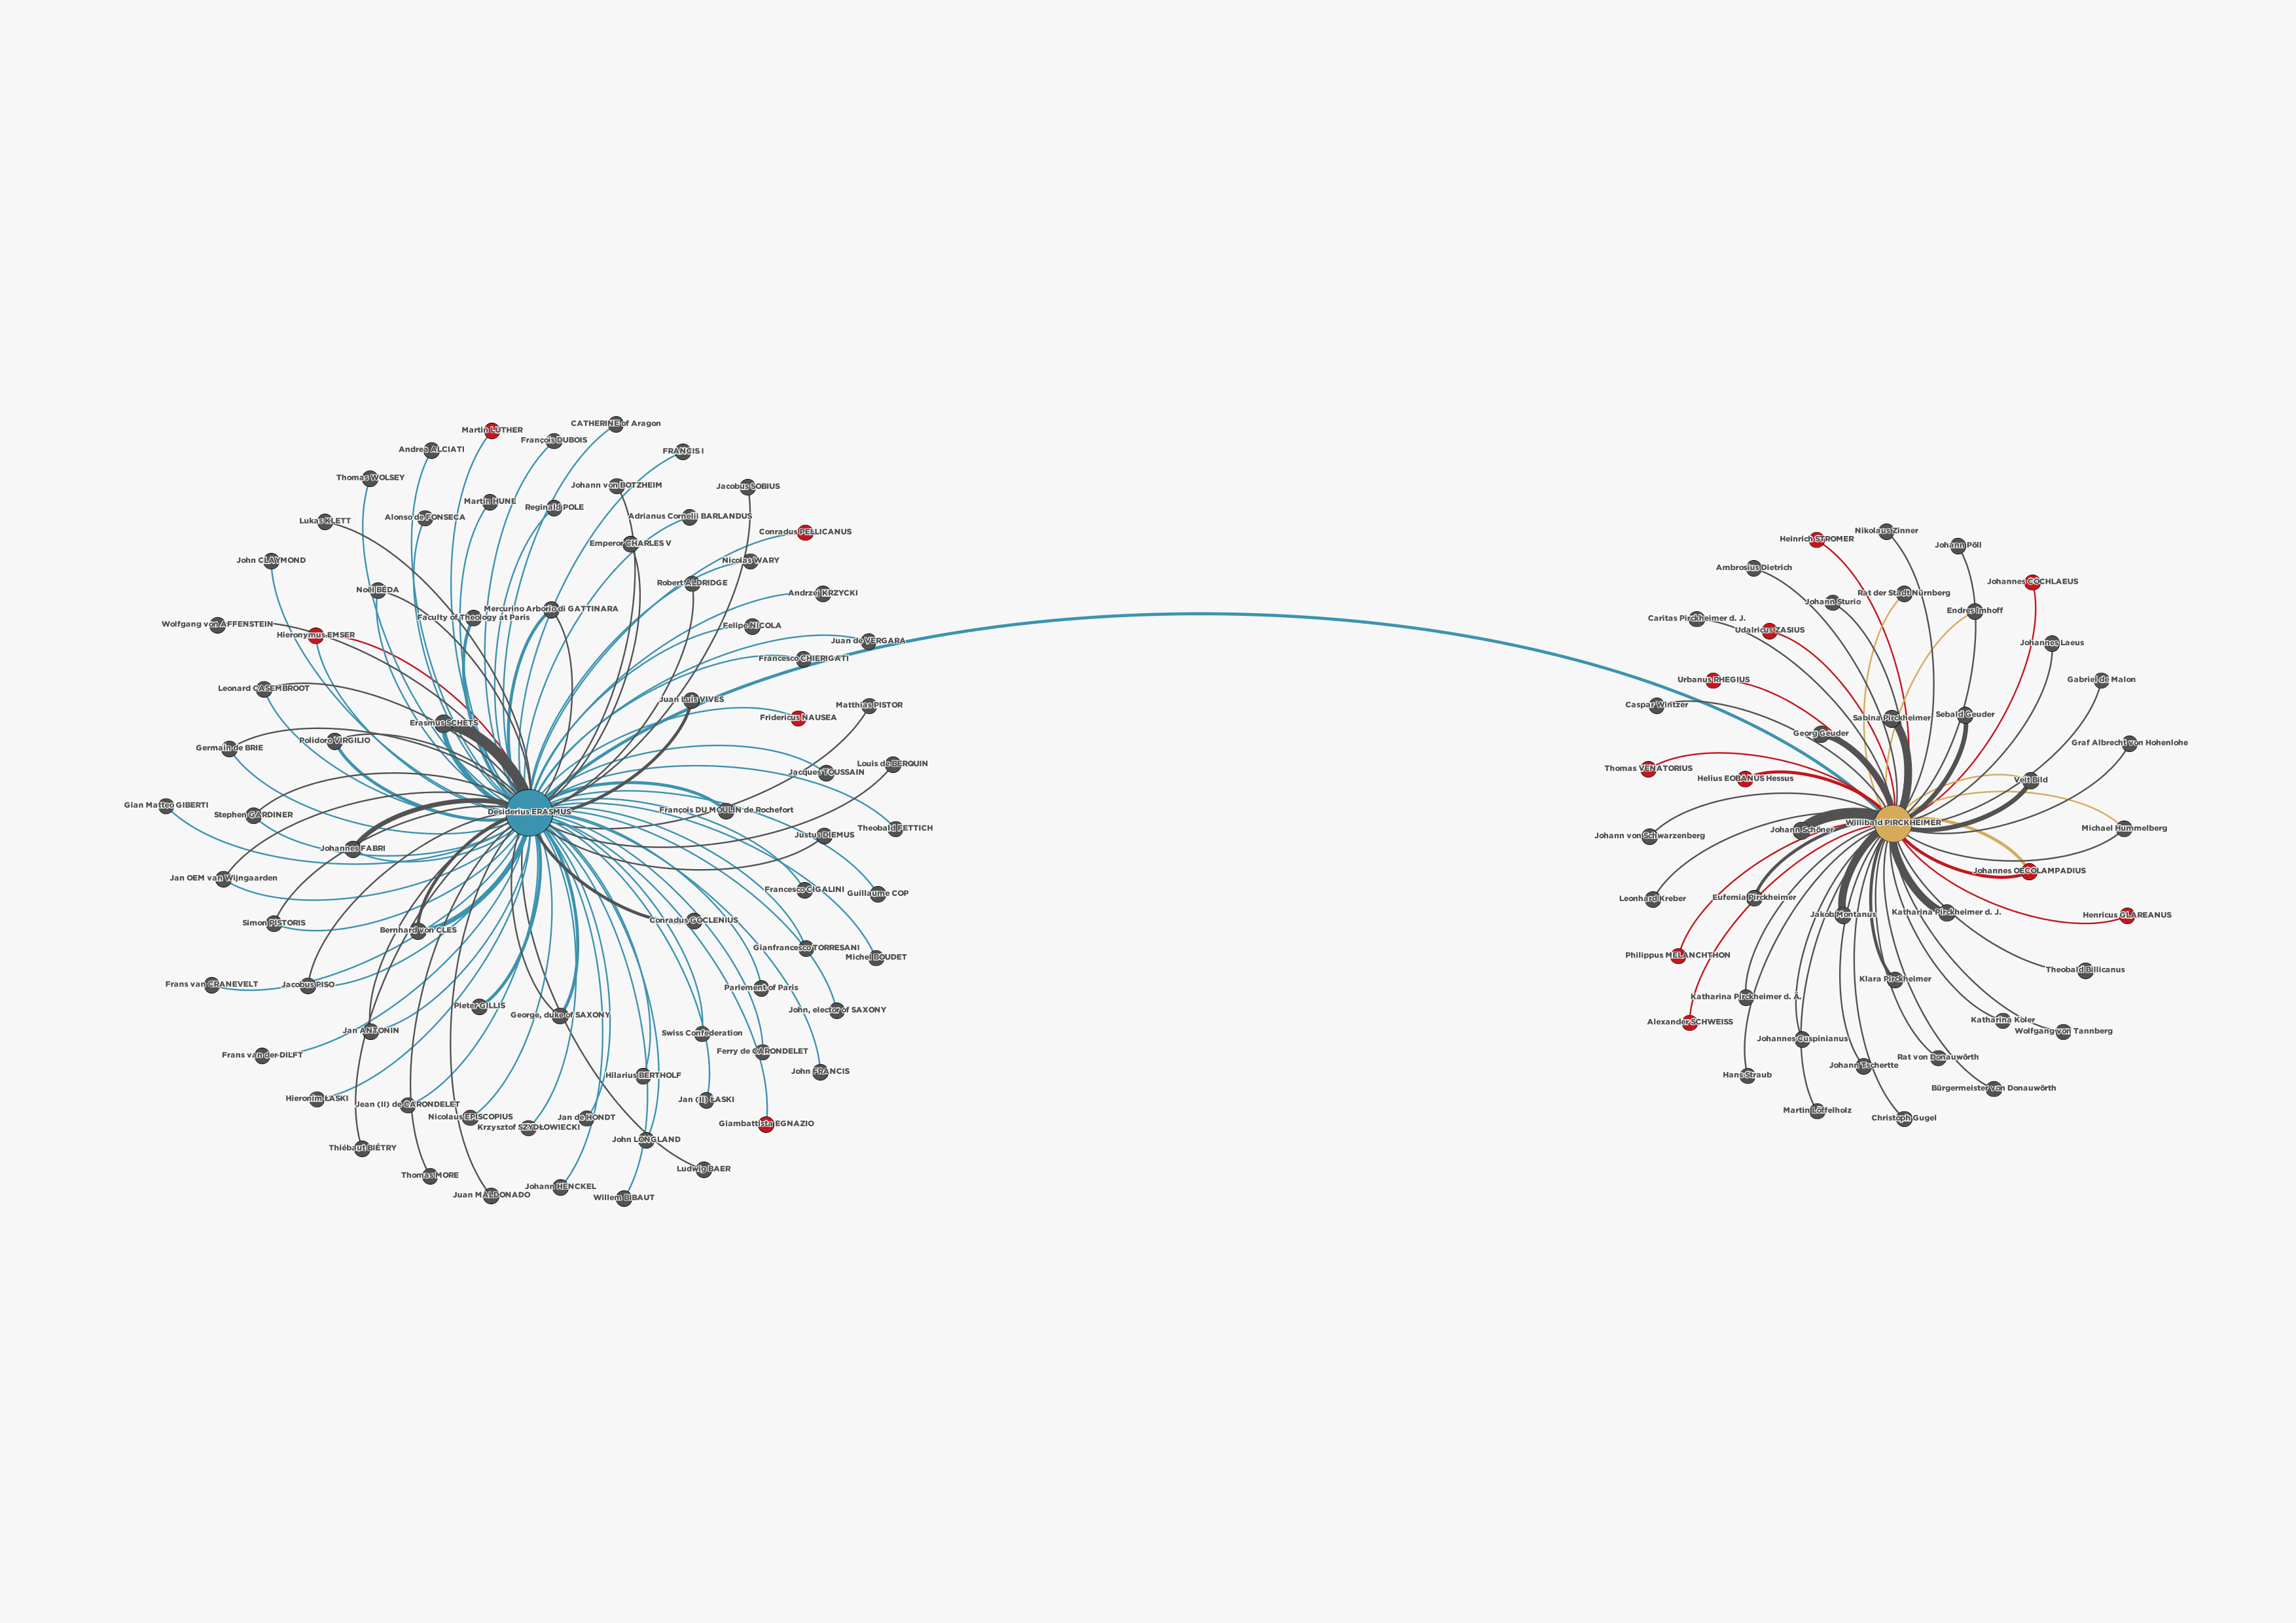 CATHERINE of Aragon
Martin LUTHER
François DUBOIS
Andrea ALCIATI
FRANCIS I
Thomas WOLSEY
Johann von BOTZHEIM
Jacobus SOBIUS
Martin HUNE
Reginald POLE
Alonso de FONSECA
Adrianus Cornelii BARLANDUS
Lukas KLETT
Conradus PELLICANUS
Emperor CHARLES V
John CLAYMOND
Nicolas WARY
Robert ALDRIDGE
Noël BÉDA
Andrzej KRZYCKI
Mercurino Arborio di GATTINARA
Faculty of Theology at Paris
Wolfgang von AFFENSTEIN
Felipe NICOLA
Hieronymus EMSER
Juan de VERGARA
Francesco CHIERIGATI
Leonard CASEMBROOT
Juan Luis VIVES
Matthias PISTOR
Fridericus NAUSEA
Erasmus SCHETS
Polidoro VIRGILIO
Germain de BRIE
Louis de BERQUIN
Jacques TOUSSAIN
Gian Matteo GIBERTI
Stephen GARDINER
Desiderius ERASMUS
François DU MOULIN de Rochefort
Theobald FETTICH
Justus DIEMUS
Johannes FABRI
Jan OEM van Wijngaarden
Francesco CIGALINI
Guillaume COP
Simon PISTORIS
Bernhard von CLES
Conradus GOCLENIUS
Gianfrancesco TORRESANI
Michel BOUDET
Frans van CRANEVELT
Jacobus PISO
Parlement of Paris
Pieter GILLIS
George, duke of SAXONY
John, elector of SAXONY
Jan ANTONIN
Swiss Confederation
Frans van der DILFT
Ferry de CARONDELET
John FRANCIS
Hilarius BERTHOLF
Hieronim ŁASKI
Jean (II) de CARONDELET
Jan (II) ŁASKI
Nicolaus EPISCOPIUS
Jan de HONDT
Krzysztof SZYDŁOWIECKI
Giambattista EGNAZIO
John LONGLAND
Thiébaut BIÉTRY
Ludwig BAER
Thomas MORE
Johann HENCKEL
Juan MALDONADO
Willem BIBAUT
Nikolaus Zinner
Heinrich STROMER
Johann Pöll
Ambrosius Dietrich
Johannes COCHLAEUS
Rat der Stadt Nürnberg
Johann Sturio
Endres Imhoff
Caritas Pirckheimer d. J.
Udalricus ZASIUS
Johannes Laeus
Urbanus RHEGIUS
Gabriel de Malon
Caspar Wintzer
Sabina Pirckheimer
Sebald Geuder
Georg Geuder
Graf Albrecht von Hohenlohe
Thomas VENATORIUS
Helius EOBANUS Hessus
Veit Bild
Willibald PIRCKHEIMER
Johann Schöner
Michael Hummelberg
Johann von Schwarzenberg
Johannes OECOLAMPADIUS
Leonhard Kreber
Eufemia Pirckheimer
Jakob Montanus
Katharina Pirckheimer d. J.
Henricus GLAREANUS
Philippus MELANCHTHON
Theobald Billicanus
Klara Pirckheimer
Katharina Pirckheimer d. Ä.
Alexander SCHWEISS
Katharina Koler
Wolfgang von Tannberg
Johannes Cuspinianus
Rat von Donauwörth
Johann Tschertte
Hans Straub
Bürgermeister von Donauwörth
Martin Löffelholz
Christoph Gugel